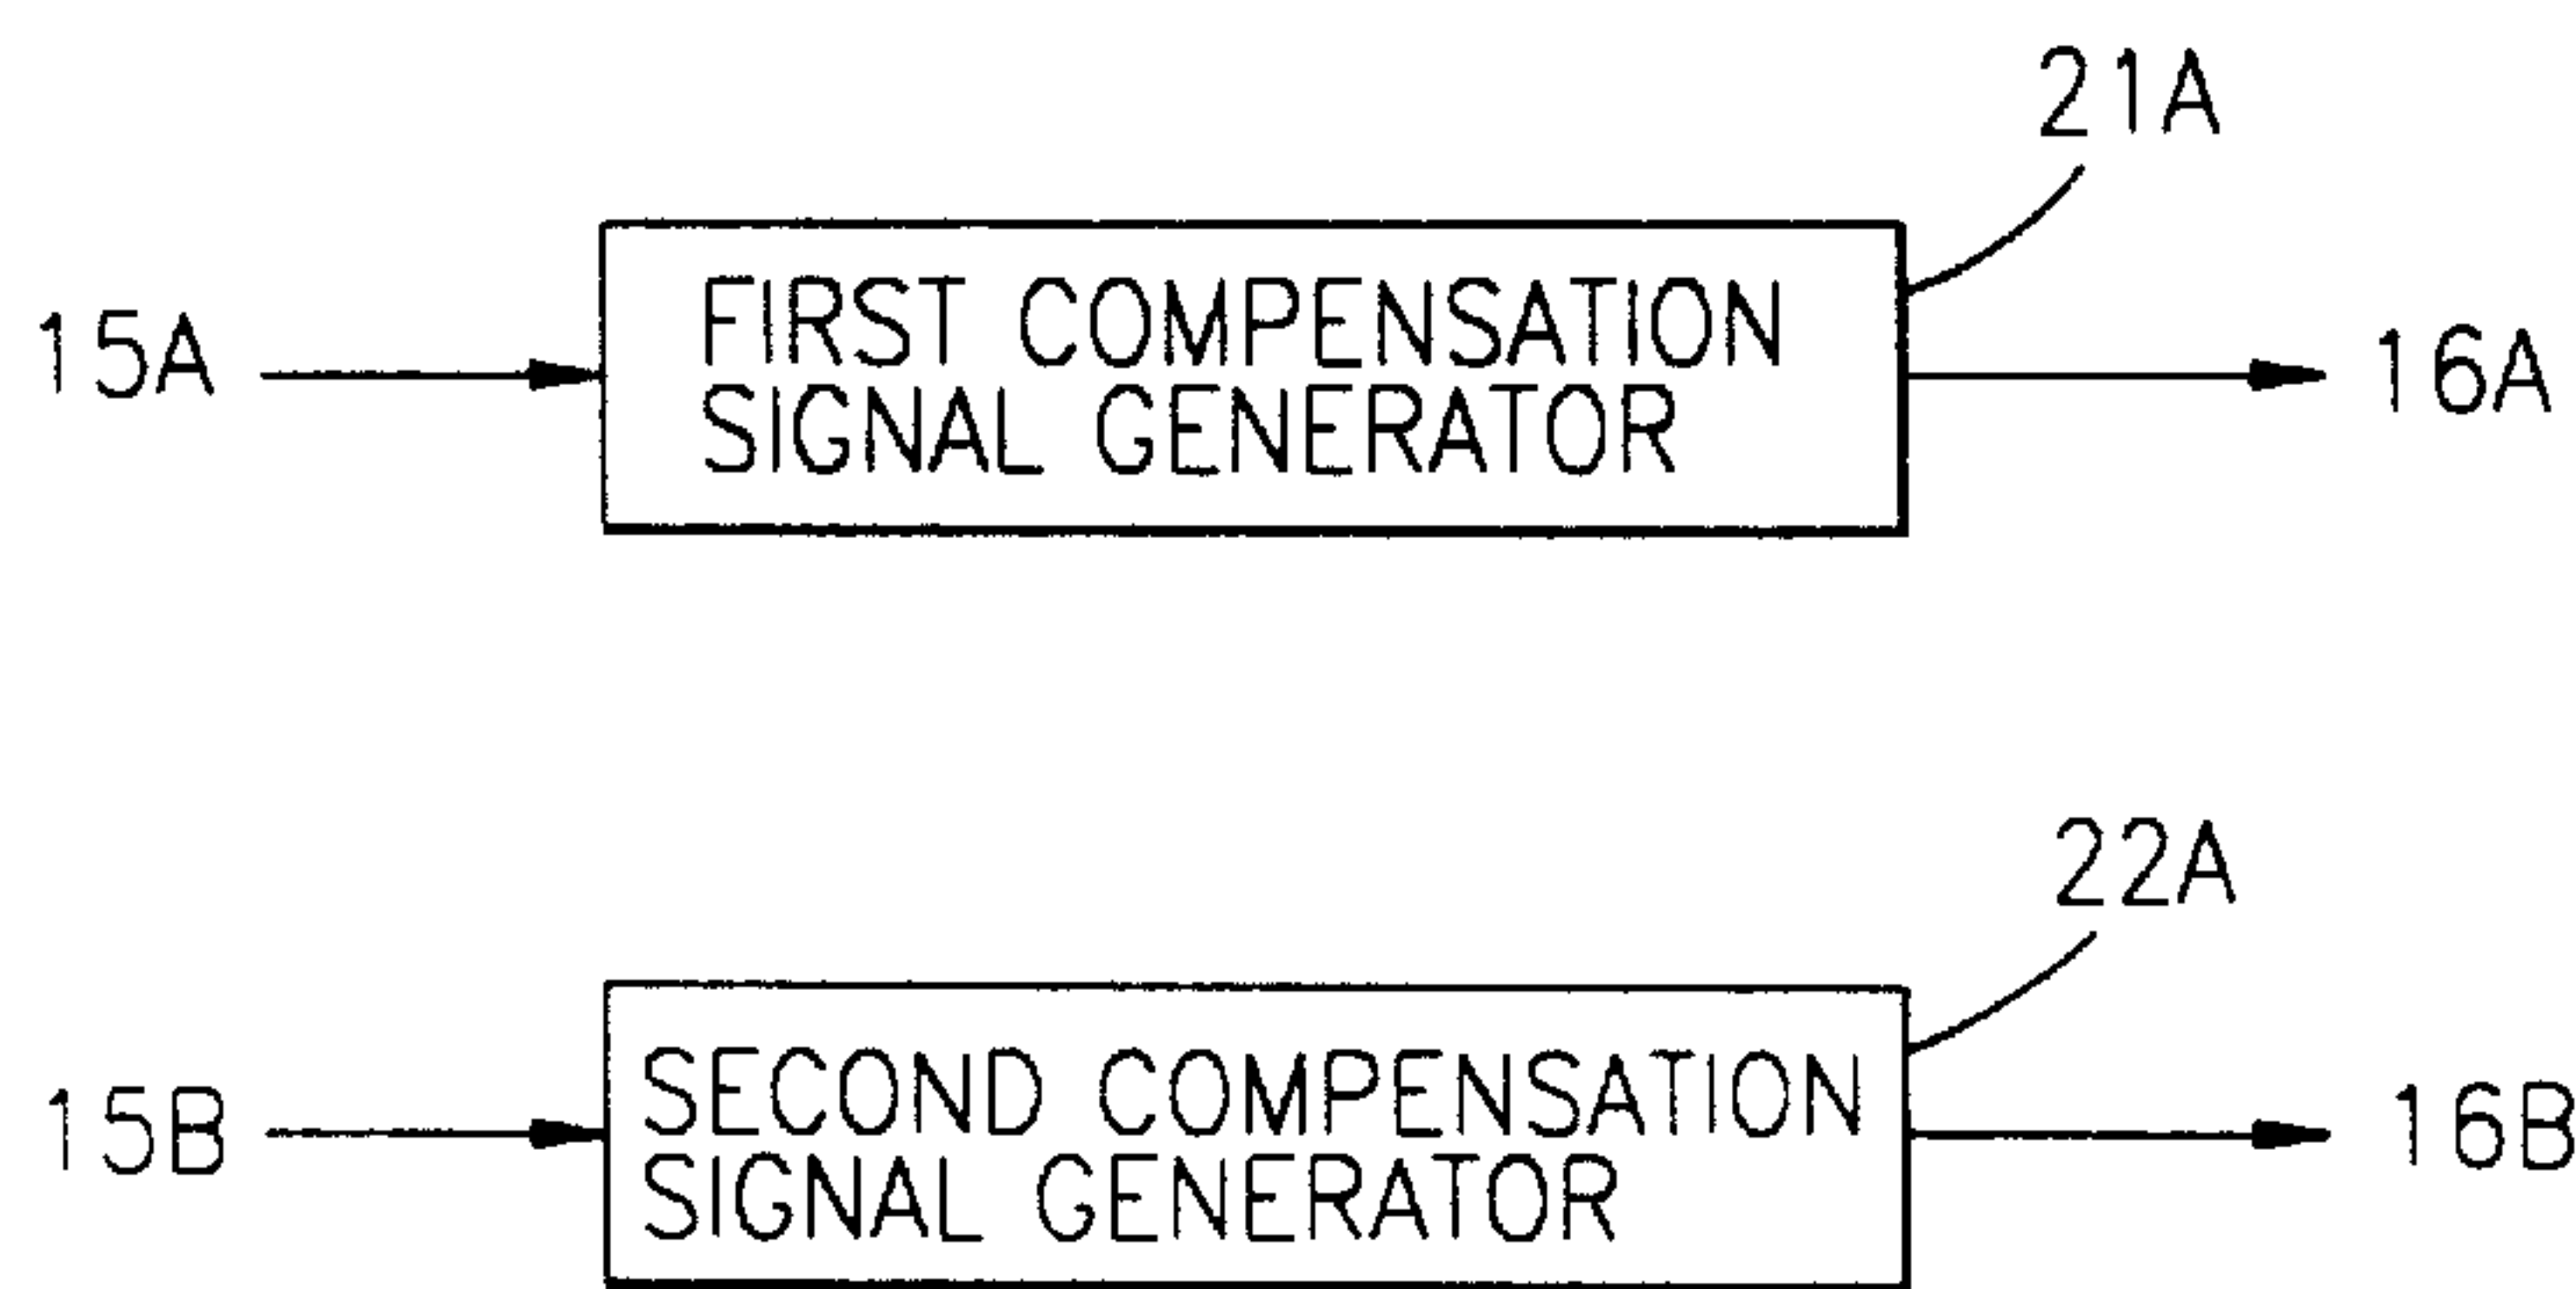 21A
15A
FIRST COMPENSATION
SIGNAL GENERATOR
16A
22A
15B
SECOND COMPENSATION
SIGNAL GENERATOR
16B